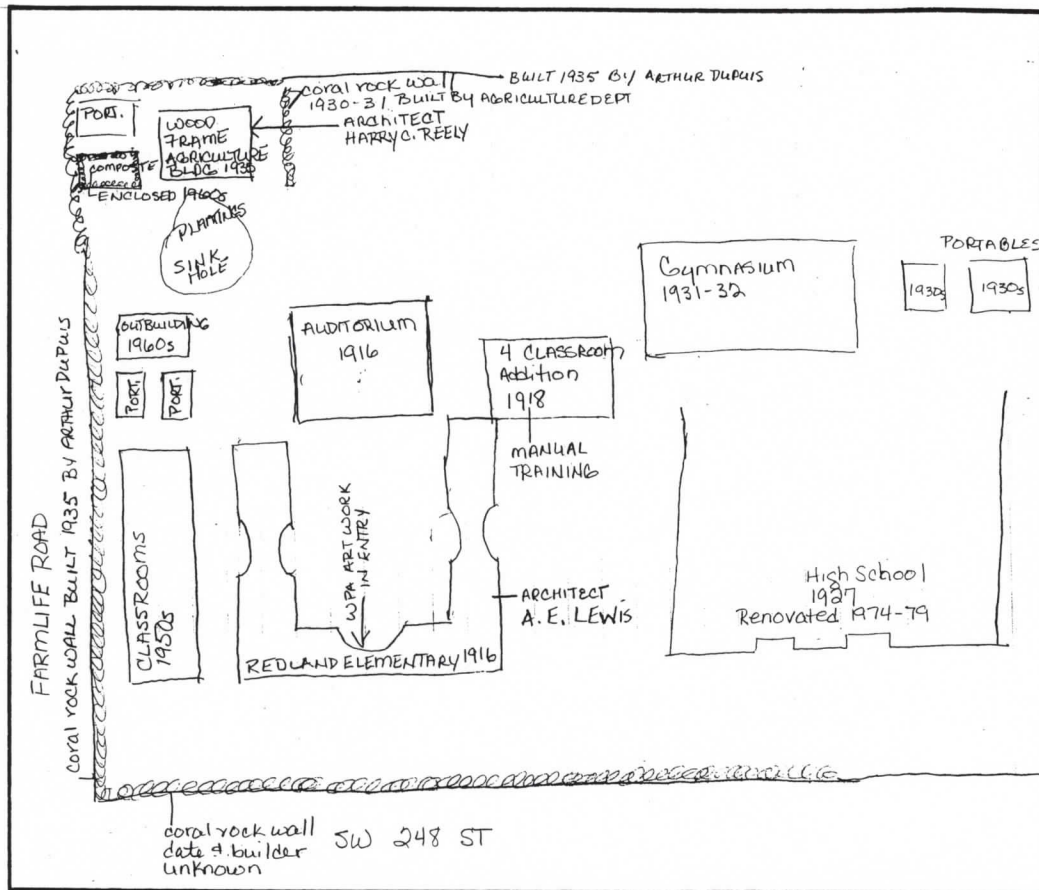 BUILT 1935 BY ARTHUR DUPUIS
coral rock wall
1930-31 BUILT BY AGRICULTURE DEPT
ARCHITECT
HARRY C. REELY
PORT.
WOOD
FRAME
AGRICULTURE
BLDG 1935
COMPOSTE
ENCLOSED 1960s
PLANTINGS
SINK
HOLE
PORTABLES
1930s
1930s
Gymnasium
1931-32
OUTBUILDING
1960s
AUDITORIUM
1916
4 CLASSROOM
Addition
1918
PORT.
PORT.
MANUAL
TRAINING
FARMLIFE ROAD
coral rock WALL BUILT 1935 BY ARTHUR DUPUIS
CLASSROOMS
1950s
WPA ART WORK
IN ENTRY
ARCHITECT
A. E. LEWIS
High School
1927
Renovated 1974-79
REDLAND ELEMENTARY 1916
coral rock wall
date & builder
unknown
SW 248 ST